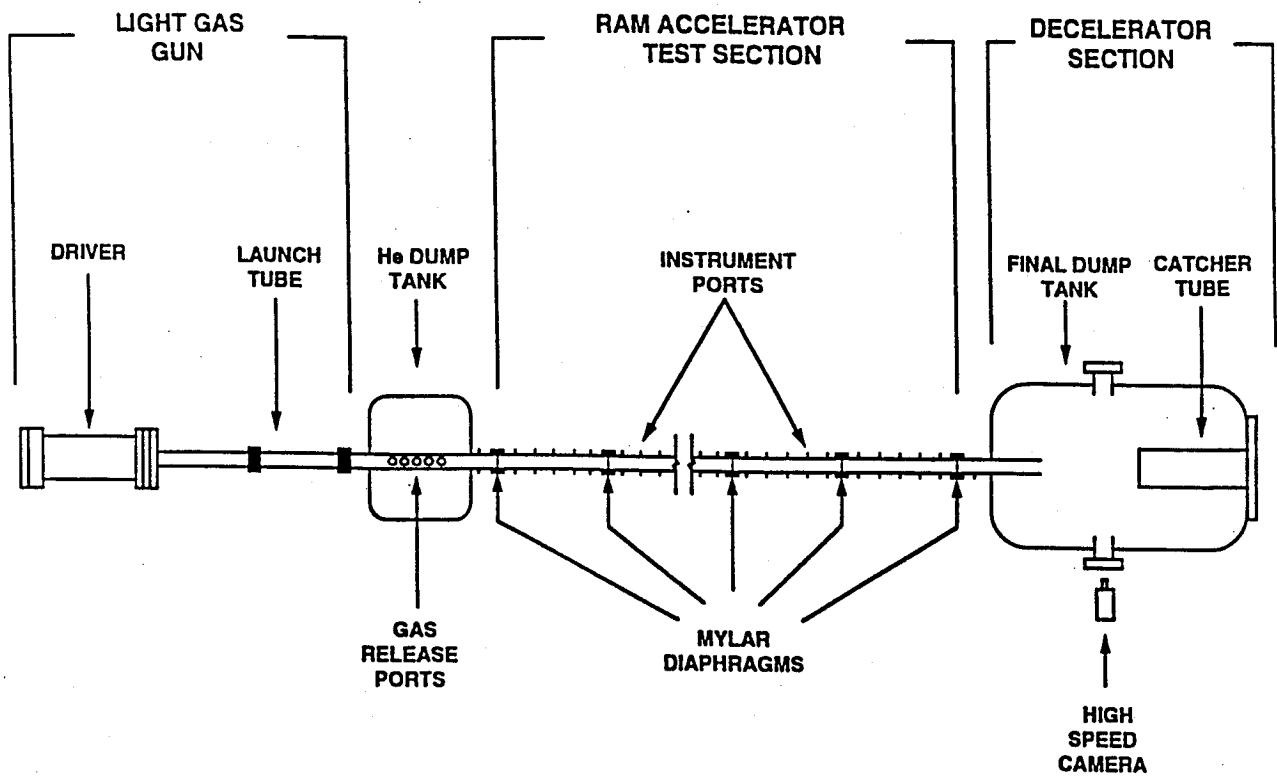 LIGHT GAS
GUN
RAM ACCELERATOR
TEST SECTION
DECELERATOR
SECTION
DRIVER
LAUNCH
TUBE
He DUMP
TANK
INSTRUMENT
PORTS
FINAL DUMP
TANK
CATCHER
TUBE
GAS
RELEASE
PORTS
MYLAR
DIAPHRAGMS
HIGH
SPEED
CAMERA